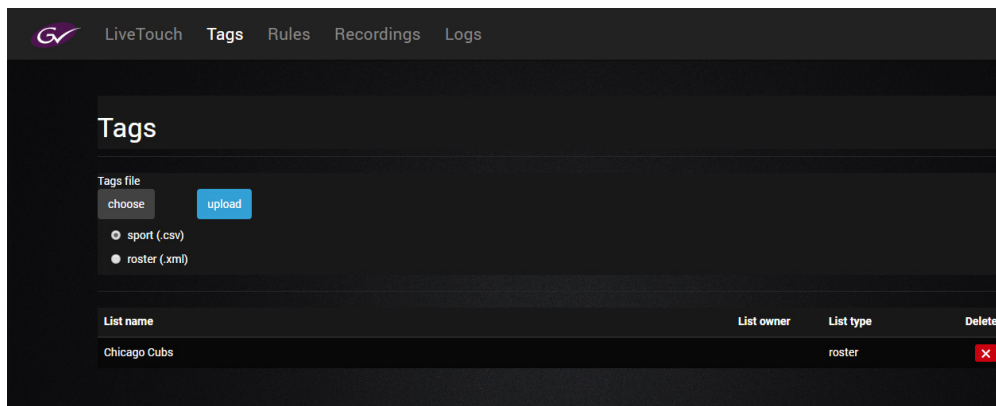 GV LiveTouch Tags Rules Recordings Logs
Tags
Tags file
choose upload
sport (.csv)
roster (.xml)
List name List owner List type Delete
Chicago Cubs roster